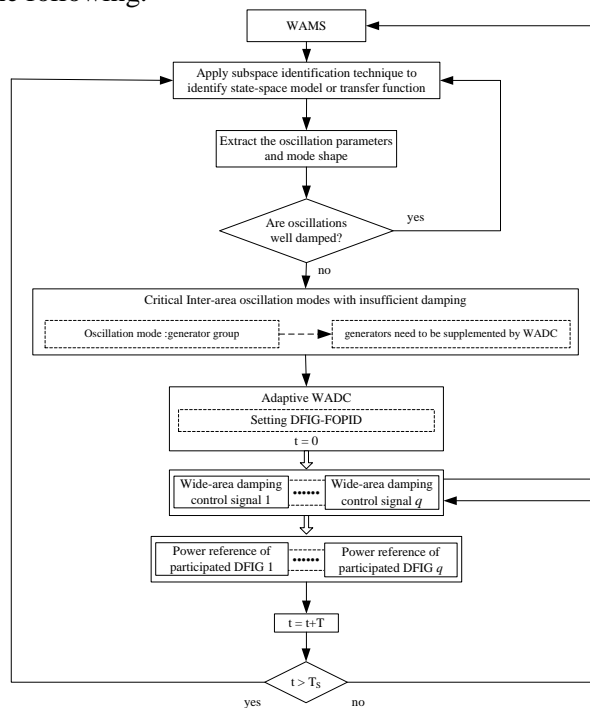 the following.
WAMS
Apply subspace identification technique to
identify state-space model or transfer function
Extract the oscillation parameters
and mode shape
Are oscillations
well damped?
yes
no
Critical Inter-area oscillation modes with insufficient damping
Oscillation mode :generator group
generators need to be supplemented by WADC
Adaptive WADC
Setting DFIG-FOPID
t = 0
Wide-area damping
control signal 1
••••••
Wide-area damping
control signal q
Power reference of
participated DFIG 1
••••••
Power reference of
participated DFIG q
t = t+T
t > TS
yes
no